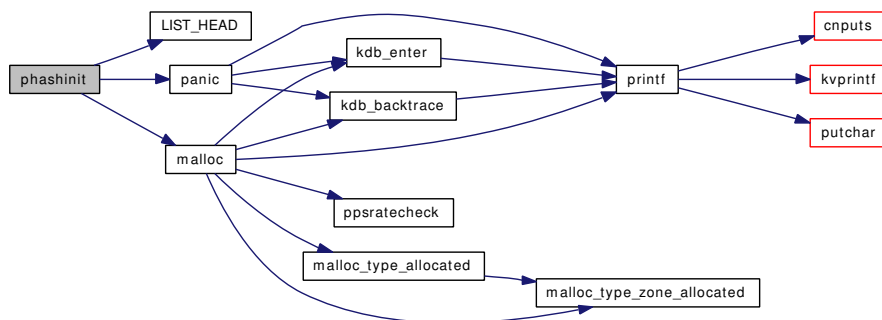 LIST_HEAD
cnputs
kdb_enter
phashinit
panic
printf
kvprintf
kdb_backtrace
putchar
malloc
ppsratecheck
malloc_type_allocated
malloc_type_zone_allocated